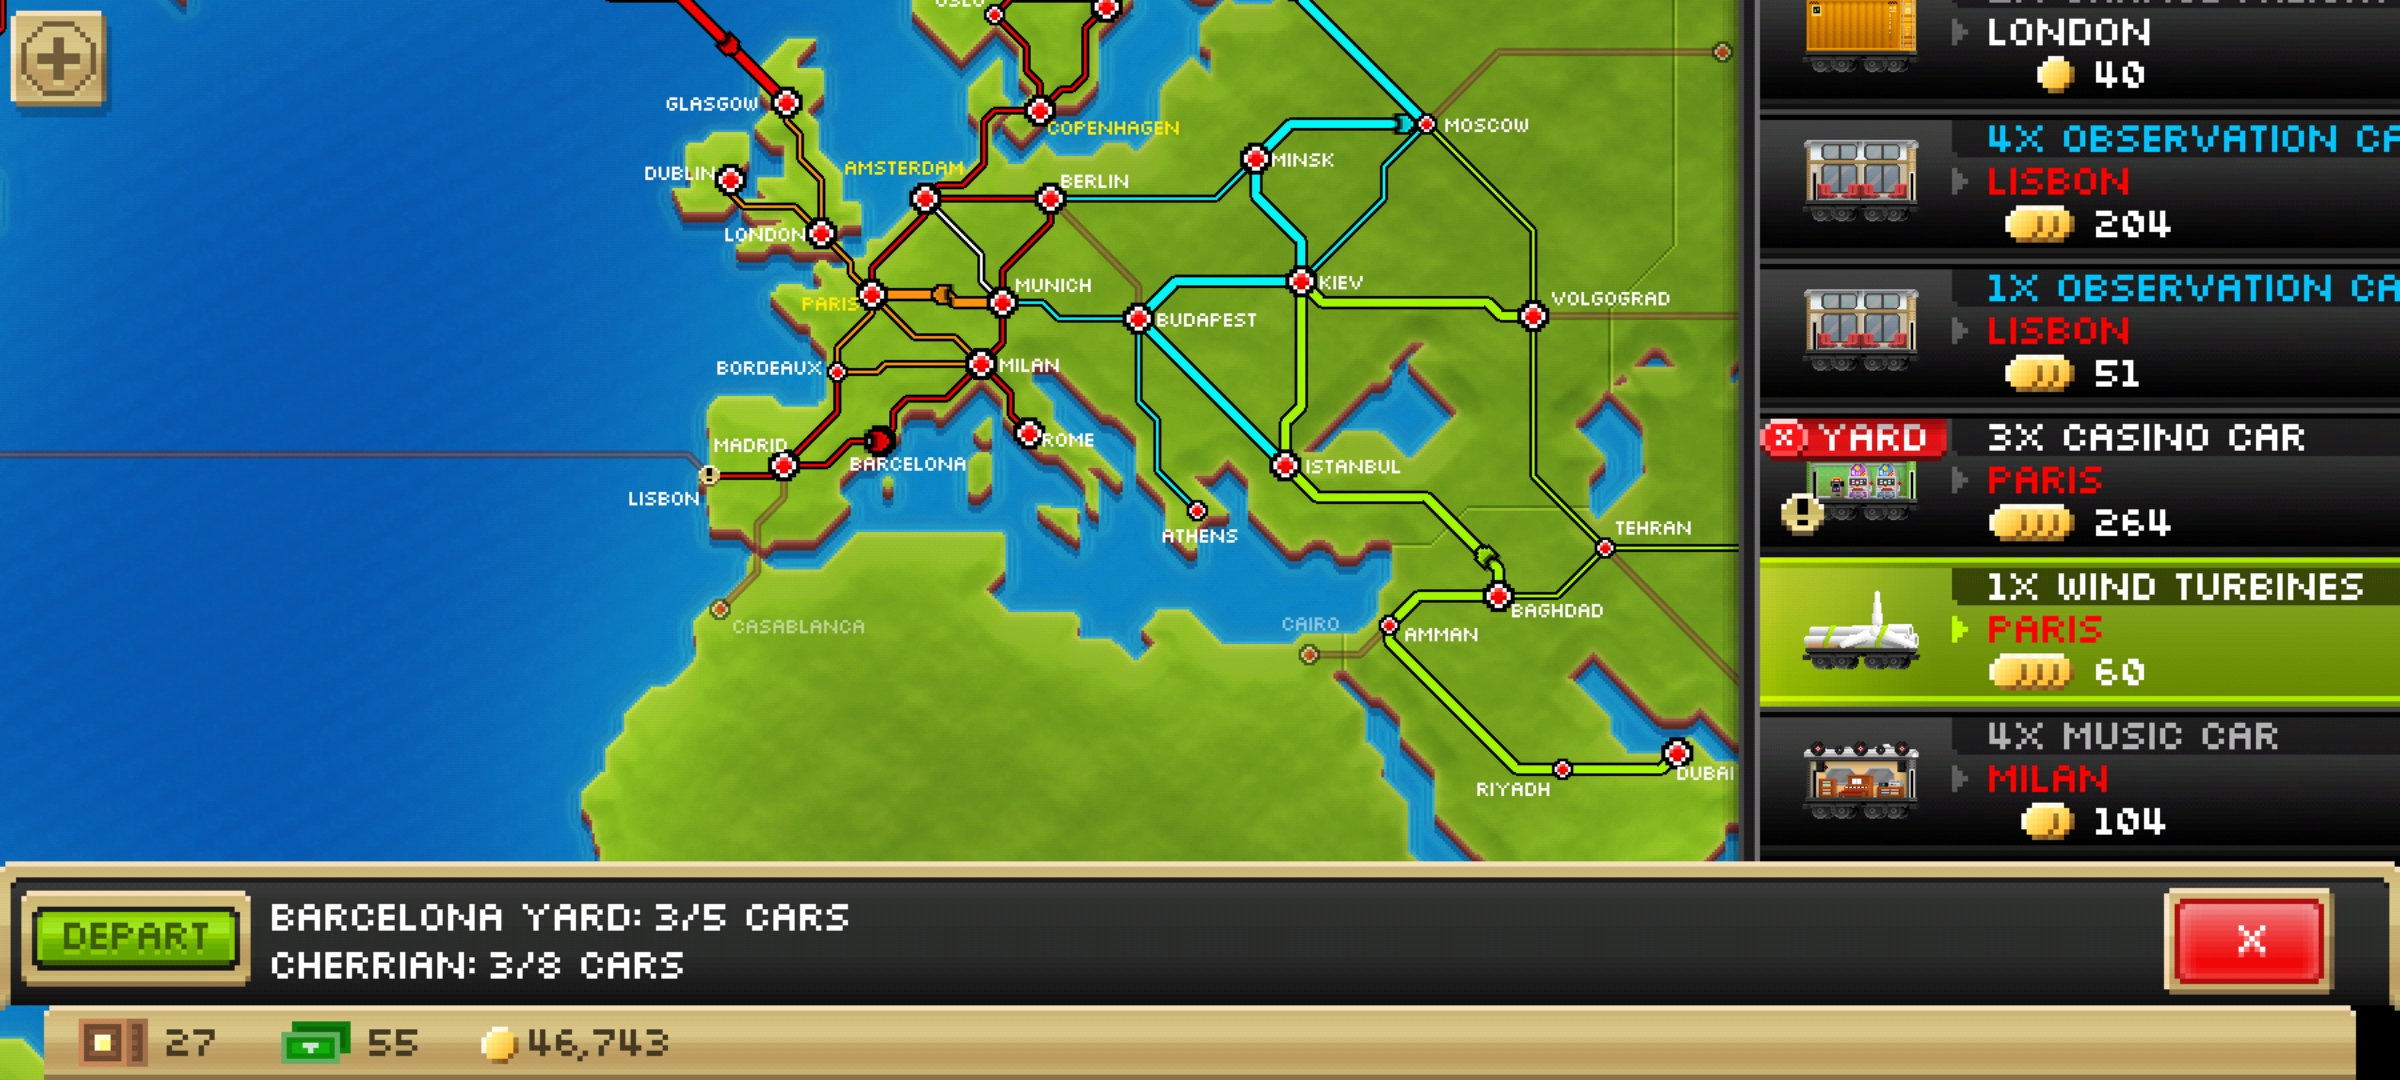 OSLO
GLASGOW
COPENHAGEN
MOSCOW
AMSTERDAM
MINSK
DUBLIN
BERLIN
LONDON
MUNICH
KIEV
PARIS
VOLGOGRAD
BUDAPEST
BORDEAUX
MILAN
MADRID
ROME
BARCELONA
ISTANBUL
LISBON
ATHENS
TEHRAN
CASABLANCA
CAIRO
BAGHDAD
AMMAN
RIYADH
DUBAI
LONDON
40
4X OBSERVATION CA
LISBON
204
1X OBSERVATION CA
LISBON
51
YARD 3X CASINO CAR
PARIS
264
1X WIND TURBINES
PARIS
60
4X MUSIC CAR
MILAN
104
DEPART
BARCELONA YARD: 3/5 CARS
CHERRIAN: 3/8 CARS
X
27 55 46,743